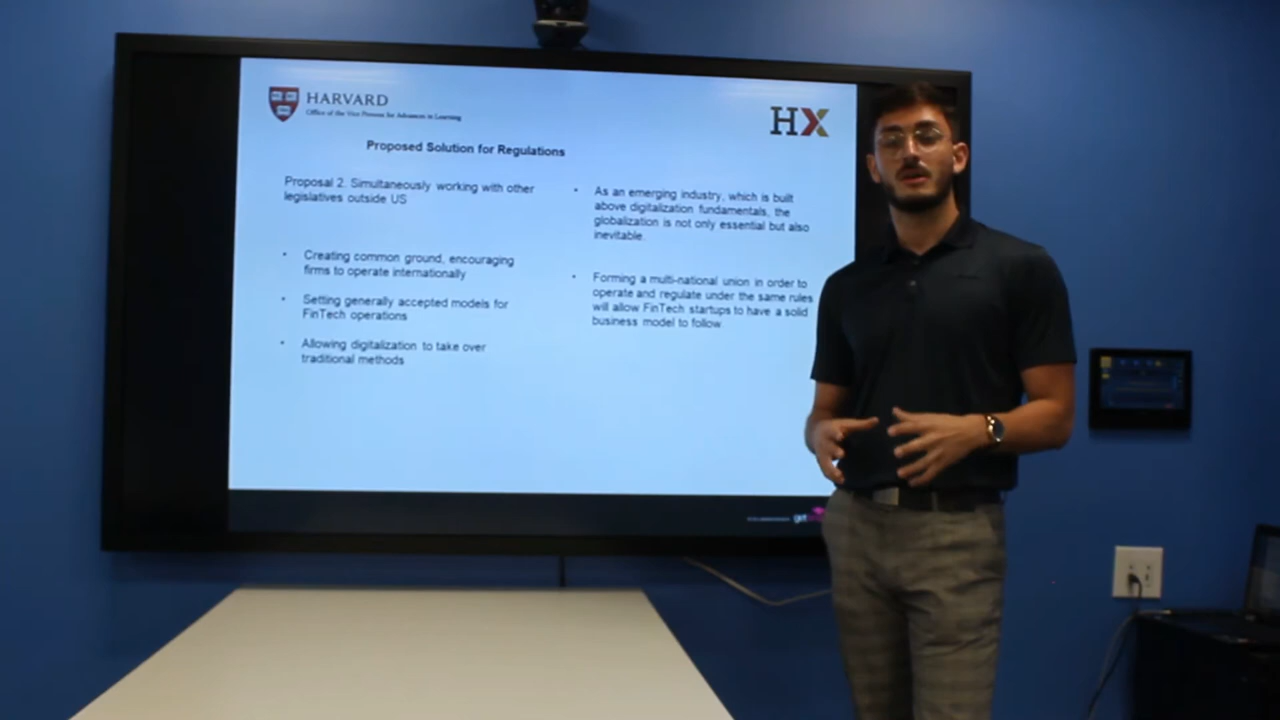 HARVARD
Office of the Vice Provost for Advances in Learning
HX
Proposed Solution for Regulations
Proposal 2. Simultaneously working with other
legislatives outside US
• Creating common ground, encouraging
firms to operate internationally
• Setting generally accepted models for
FinTech operations
• Allowing digitalization to take over
traditional methods
• As an emerging industry, which is built
above digitalization fundamentals, the
globalization is not only essential but also
inevitable.
• Forming a multi-national union in order to
operate and regulate under the same rules
will allow FinTech startups to have a solid
business model to follow.